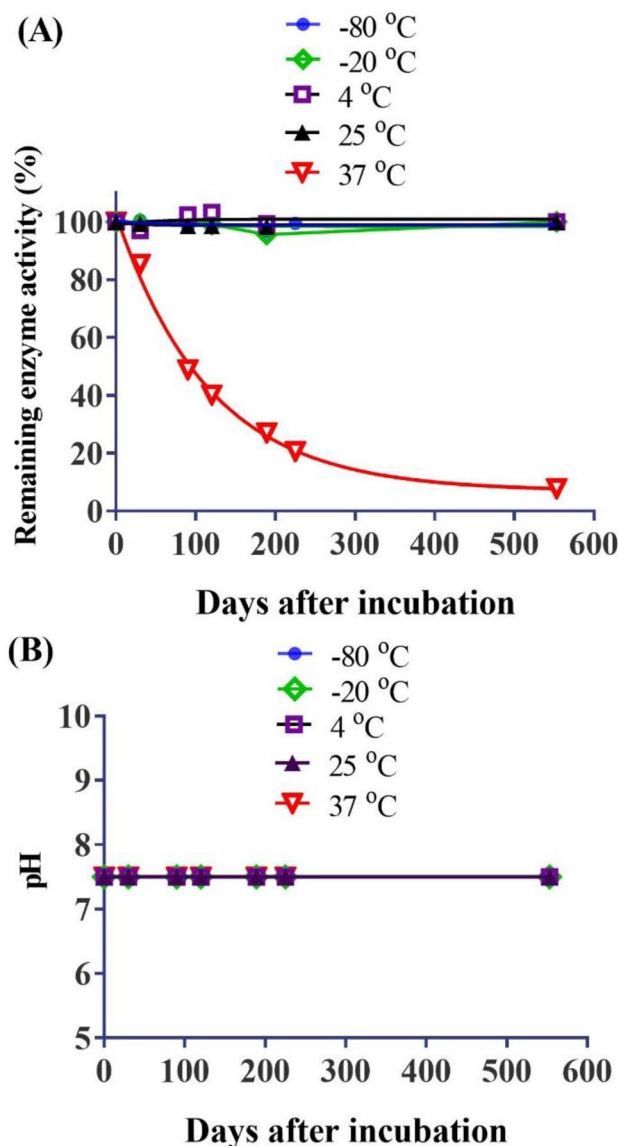 (A)
-80 °C
-20 °C
4 °C
25 °C
37 °C
Remaining enzyme activity (%)
100
80
60
40
20
0
0 100 200 300 400 500 600
Days after incubation
(B)
-80 °C
-20 °C
4 °C
25 °C
37 °C
pH
10
9
8
7
6
5
0 100 200 300 400 500 600
Days after incubation